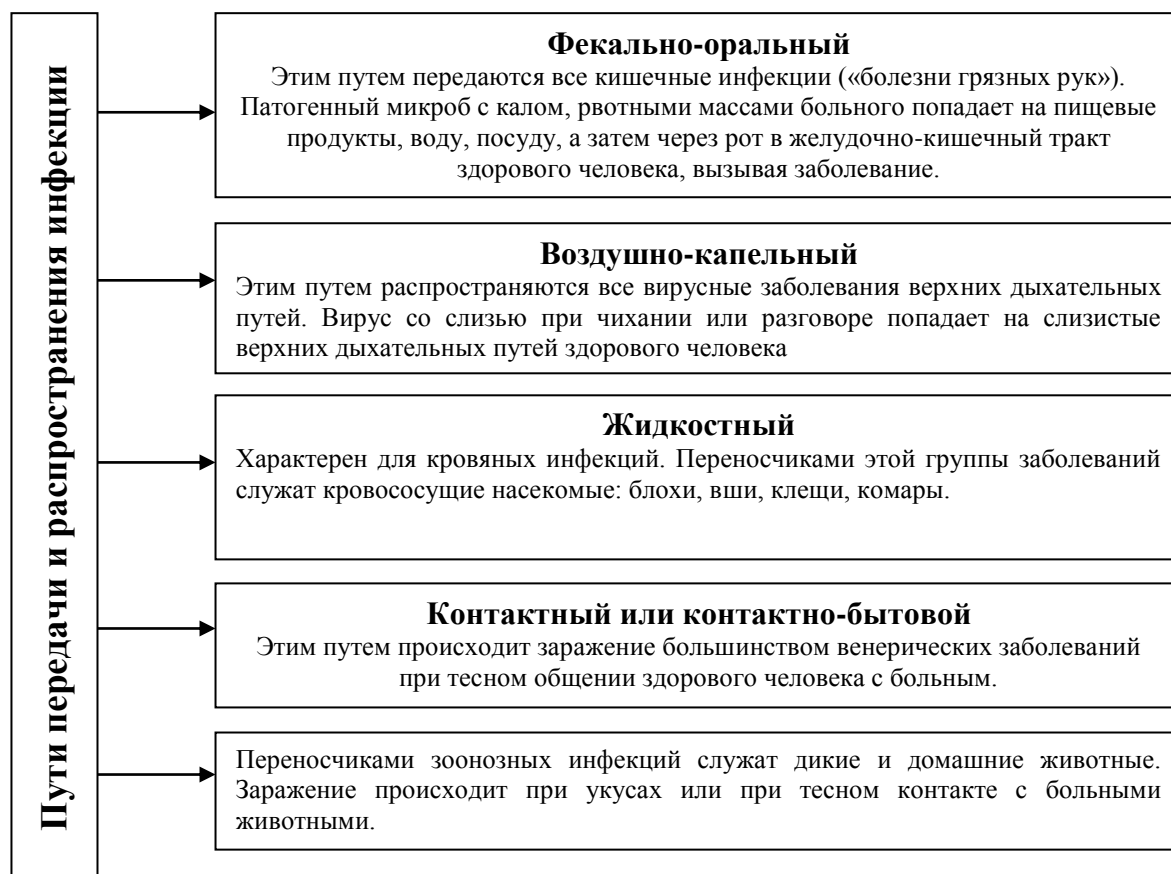 Пути передачи и распространения инфекции
Фекально-оральный
Этим путем передаются все кишечные инфекции («болезни грязных рук»).
Патогенный микроб с калом, рвотными массами больного попадает на пищевые
продукты, воду, посуду, а затем через рот в желудочно-кишечный тракт
здорового человека, вызывая заболевание.
Воздушно-капельный
Этим путем распространяются все вирусные заболевания верхних дыхательных
путей. Вирус со слизью при чихании или разговоре попадает на слизистые
верхних дыхательных путей здорового человека
Жидкостный
Характерен для кровяных инфекций. Переносчиками этой группы заболеваний
служат кровососущие насекомые: блохи, вши, клещи, комары.
Контактный или контактно-бытовой
Этим путем происходит заражение большинством венерических заболеваний
при тесном общении здорового человека с больным.
Переносчиками зоонозных инфекций служат дикие и домашние животные.
Заражение происходит при укусах или при тесном контакте с больными
животными.